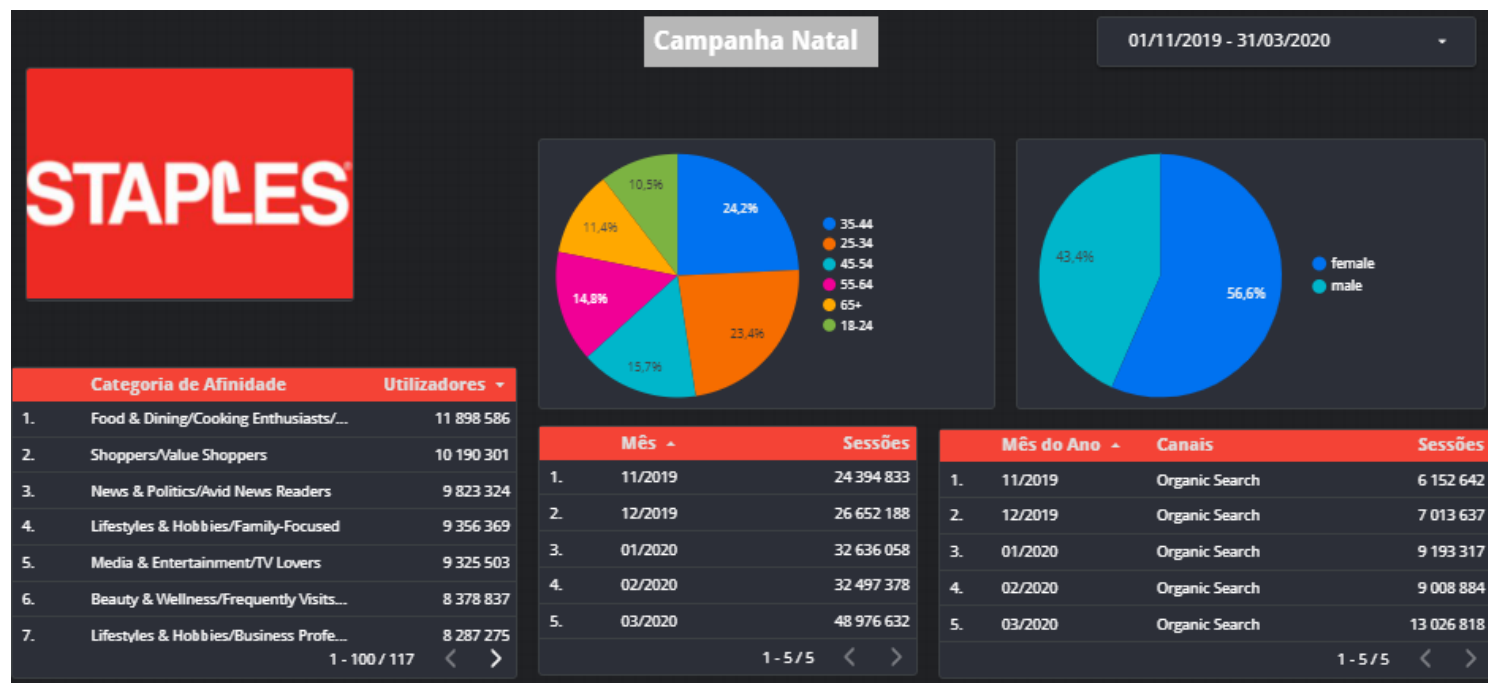 Campanha Natal
01/11/2019 - 31/03/2020
STAPLES
10,5%
24,2%
11,4%
14,8%
23,4%
15,7%
35-44
25-34
45-54
55-64
65+
18-24
43,4%
56,6%
female
male
Categoria de Afinidade Utilizadores
1. Food & Dining/Cooking Enthusiasts/... 11 898 586
2. Shoppers/Value Shoppers 10 190 301
3. News & Politics/Avid News Readers 9 823 324
4. Lifestyles & Hobbies/Family-Focused 9 356 369
5. Media & Entertainment/TV Lovers 9 325 503
6. Beauty & Wellness/Frequently Visits... 8 378 837
7. Lifestyles & Hobbies/Business Profe... 8 287 275
1 - 100 / 117
Mês Sessões
1. 11/2019 24 394 833
2. 12/2019 26 652 188
3. 01/2020 32 636 058
4. 02/2020 32 497 378
5. 03/2020 48 976 632
1 - 5 / 5
Mês do Ano Canais Sessões
1. 11/2019 Organic Search 6 152 642
2. 12/2019 Organic Search 7 013 637
3. 01/2020 Organic Search 9 193 317
4. 02/2020 Organic Search 9 008 884
5. 03/2020 Organic Search 13 026 818
1 - 5 / 5